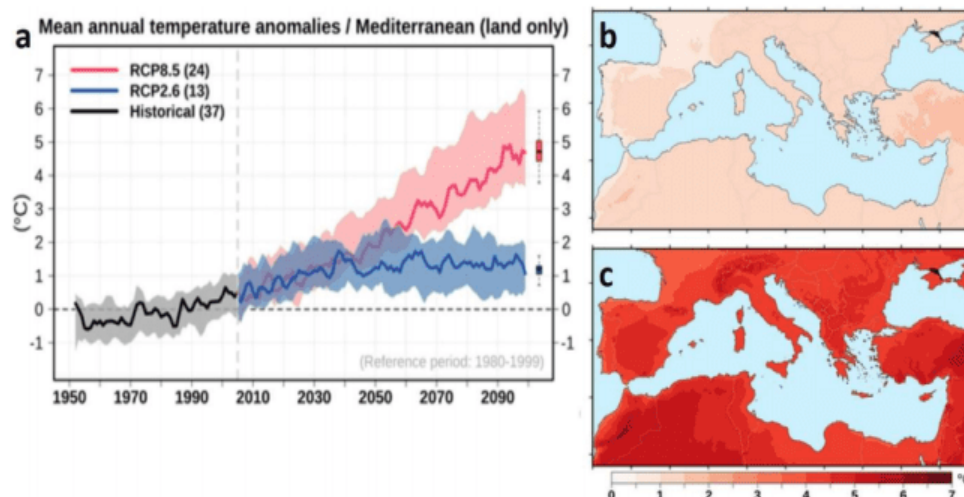 a
Mean annual temperature anomalies / Mediterranean (land only)
RCP8.5 (24)
RCP2.6 (13)
Historical (37)
(°C)
7
6
5
4
3
2
1
0
-1
7
6
5
4
3
2
1
0
-1
(Reference period: 1980-1999)
1950 1970 1990 2010 2030 2050 2070 2090
b
c
0 1 2 3 4 5 6 7